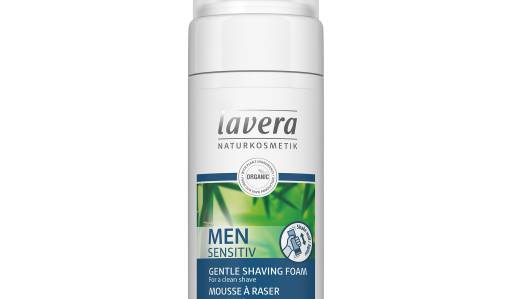 lavera
NATURKOSMETIK
ORGANIC
MEN
SENSITIV
GENTLE SHAVING FOAM
For a clean shave
MOUSSE À RASER